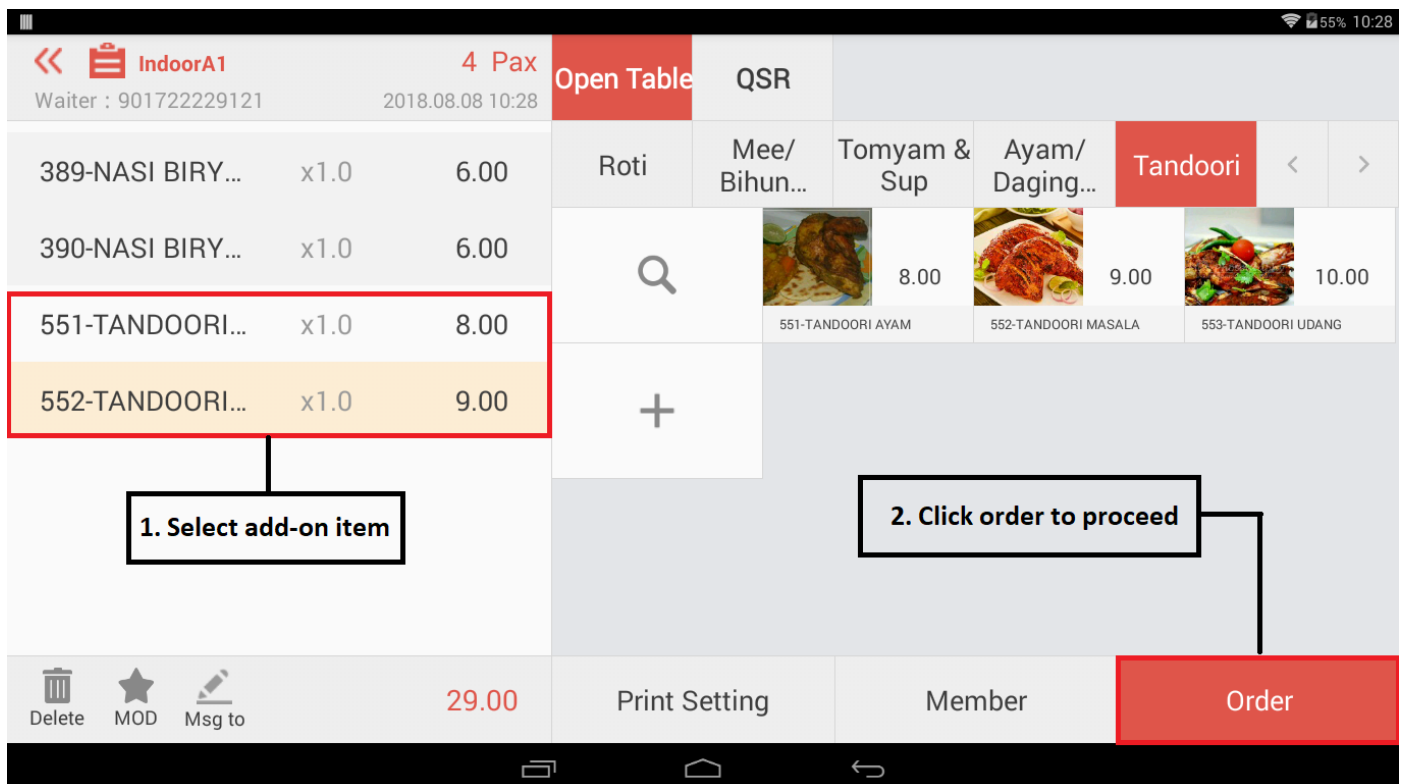 55% 10:28
IndoorA1 4 Pax
Waiter : 901722229121 2018.08.08 10:28
389-NASI BIRY... x1.0 6.00
390-NASI BIRY... x1.0 6.00
551-TANDOORI... x1.0 8.00
552-TANDOORI... x1.0 9.00
1. Select add-on item
Delete
MOD
Msg to
29.00
Open Table
QSR
Roti
Mee/
Bihun...
Tomyam &
Sup
Ayam/
Daging...
Tandoori
< >
8.00
551-TANDOORI AYAM
9.00
552-TANDOORI MASALA
10.00
553-TANDOORI UDANG
+
2. Click order to proceed
Print Setting
Member
Order